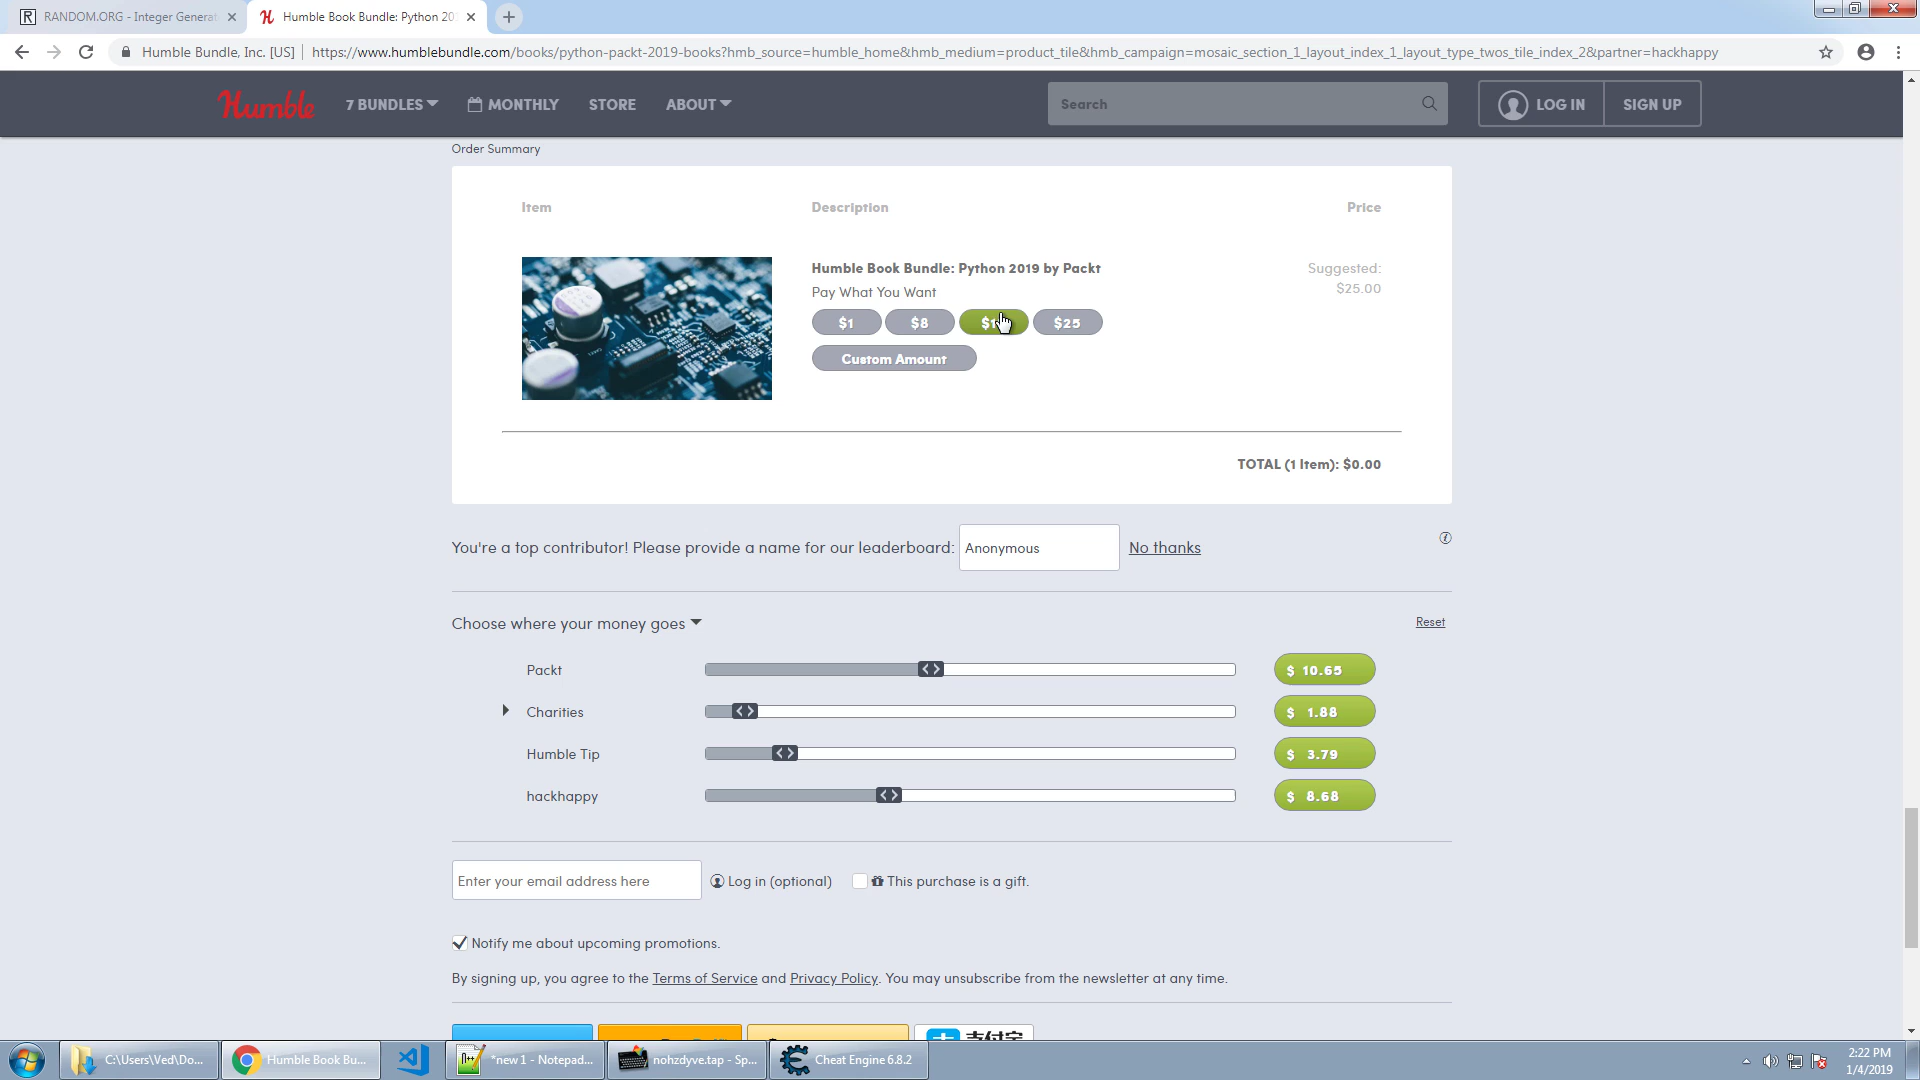 RANDOM.ORG - Integer Generat
Humble Book Bundle: Python 20
Humble Bundle, Inc. [US]
https://www.humblebundle.com/books/python-packt-2019-books?hmb_source=humble_home&hmb_medium=product_tile&hmb_campaign=mosaic_section_1_layout_index_1_layout_type_twos_tile_index_2&partner=hackhappy
Humble
7 BUNDLES
MONTHLY
STORE
ABOUT
Search
LOG IN
SIGN UP
Order Summary
Item
Description
Price
Humble Book Bundle: Python 2019 by Packt
Suggested:
$25.00
Pay What You Want
$1
$8
$25
Custom Amount
TOTAL (1 Item): $0.00
You're a top contributor! Please provide a name for our leaderboard:
Anonymous
No thanks
Choose where your money goes
Reset
Packt
$ 10.65
Charities
$ 1.88
Humble Tip
$ 3.79
hackhappy
$ 8.68
Enter your email address here
Log in (optional)
This purchase is a gift.
Notify me about upcoming promotions.
By signing up, you agree to the Terms of Service and Privacy Policy. You may unsubscribe from the newsletter at any time.
C:\Users\Ved\Do...
Humble Book Bu...
*new 1 - Notepad...
nohzdyve.tap - Sp...
Cheat Engine 6.8.2
2:22 PM
1/4/2019